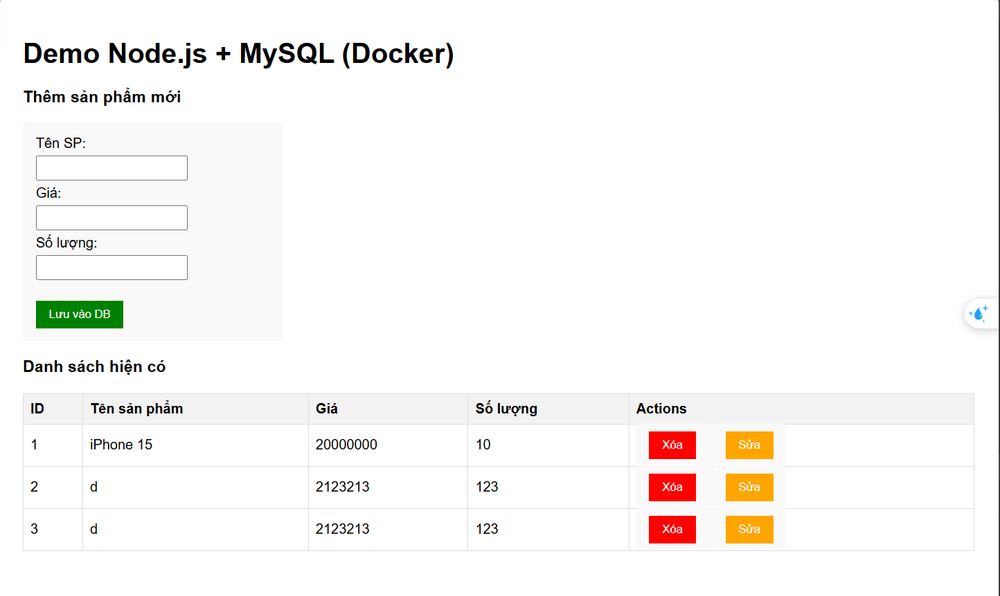 Demo Node.js + MySQL (Docker)
Thêm sản phẩm mới
Tên SP:
Giá:
Số lượng:
Lưu vào DB
Danh sách hiện có
ID Tên sản phẩm Giá Số lượng Actions
1 iPhone 15 20000000 10 Xóa Sửa
2 d 2123213 123 Xóa Sửa
3 d 2123213 123 Xóa Sửa